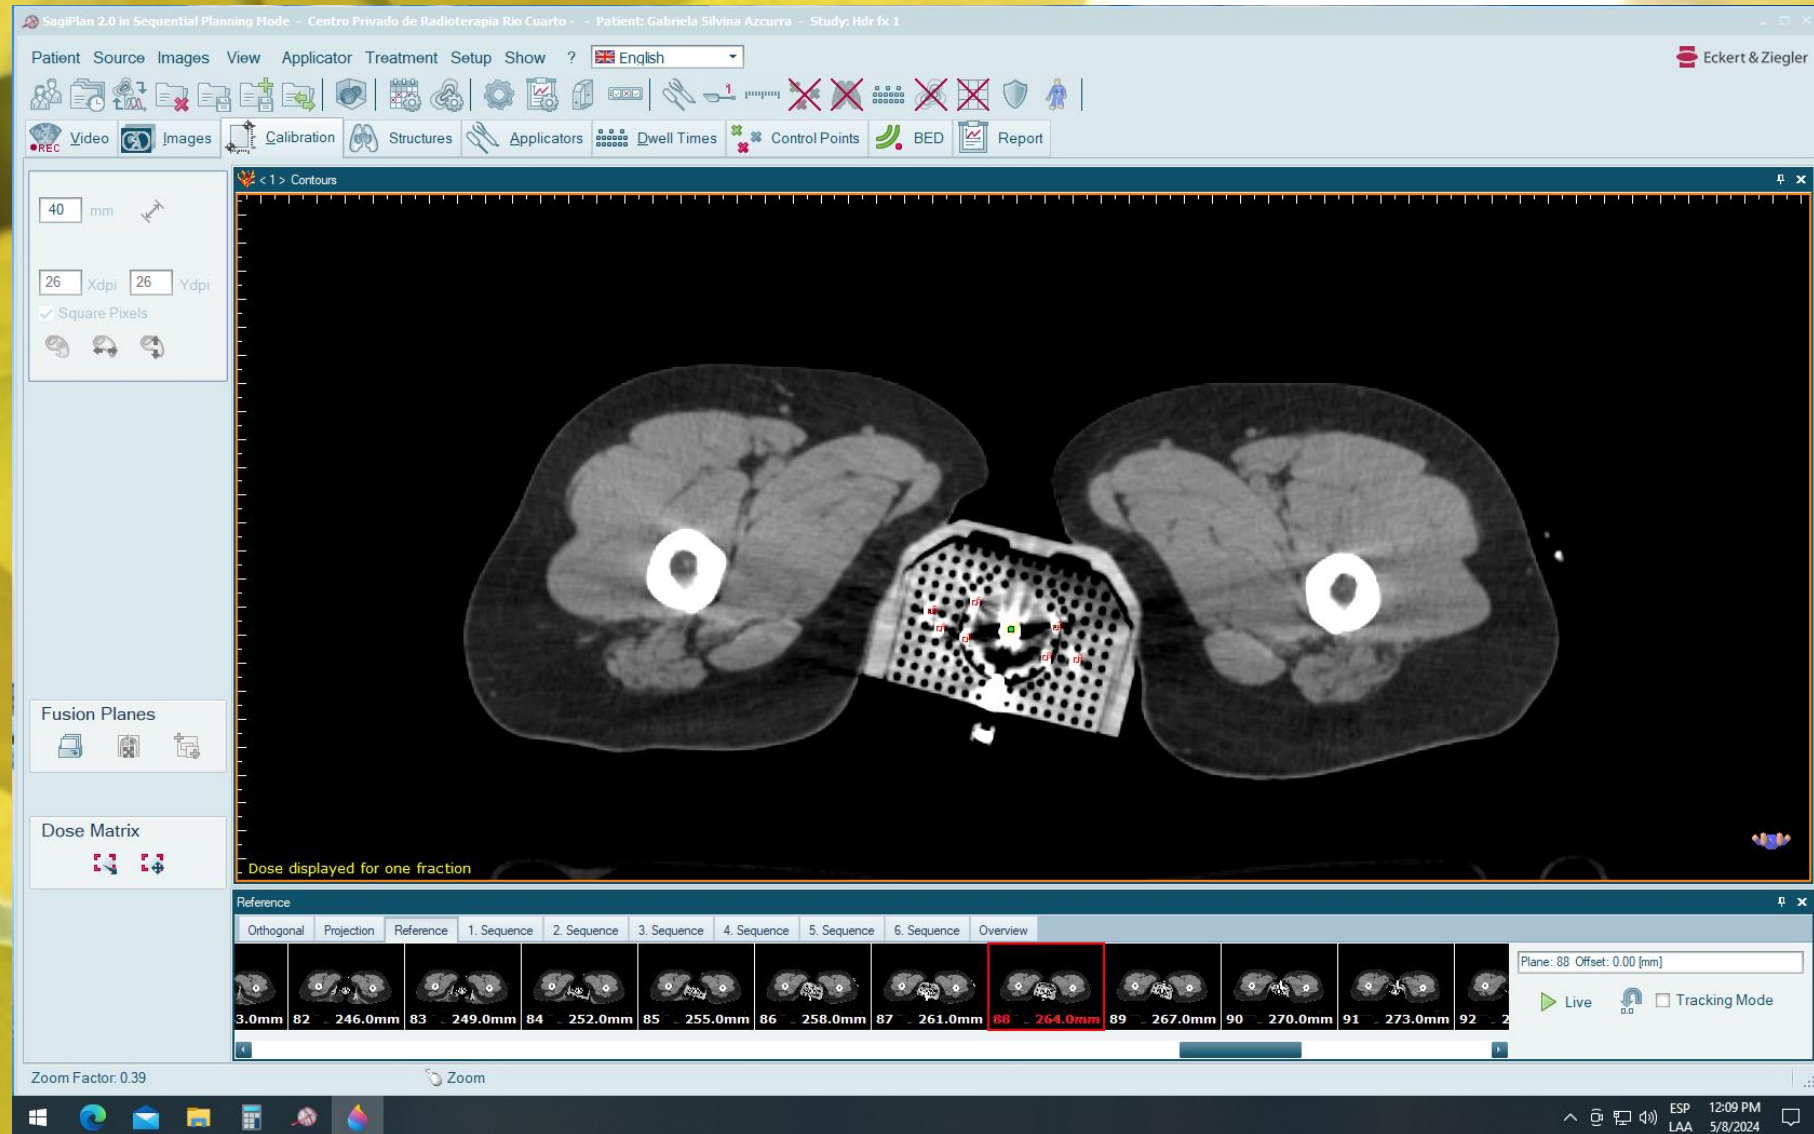 SagiPlan 2.0 in Sequential Planning Mode - Centro Privado de Radioterapia Rio Cuarto - - Patient: Gabriela Silvina Azcurra - Study: Hdr fx 1
Patient Source Images View Applicator Treatment Setup Show ? English
Eckert & Ziegler
1
REC Video Images Calibration Structures Applicators Dwell Times Control Points BED Report
< 1 > Contours
40 mm
26 Xdpi 26 Ydpi
Square Pixels
Fusion Planes
Dose Matrix
Dose displayed for one fraction
Reference
Orthogonal Projection Reference 1. Sequence 2. Sequence 3. Sequence 4. Sequence 5. Sequence 6. Sequence Overview
3.0mm 82 246.0mm 83 249.0mm 84 252.0mm 85 255.0mm 86 258.0mm 87 261.0mm 88 264.0mm 89 267.0mm 90 270.0mm 91 273.0mm 92 2
Plane: 88 Offset: 0.00 [mm]
Live 0.0 Tracking Mode
Zoom Factor: 0.39 Zoom
ESP 12:09 PM
LAA 5/8/2024